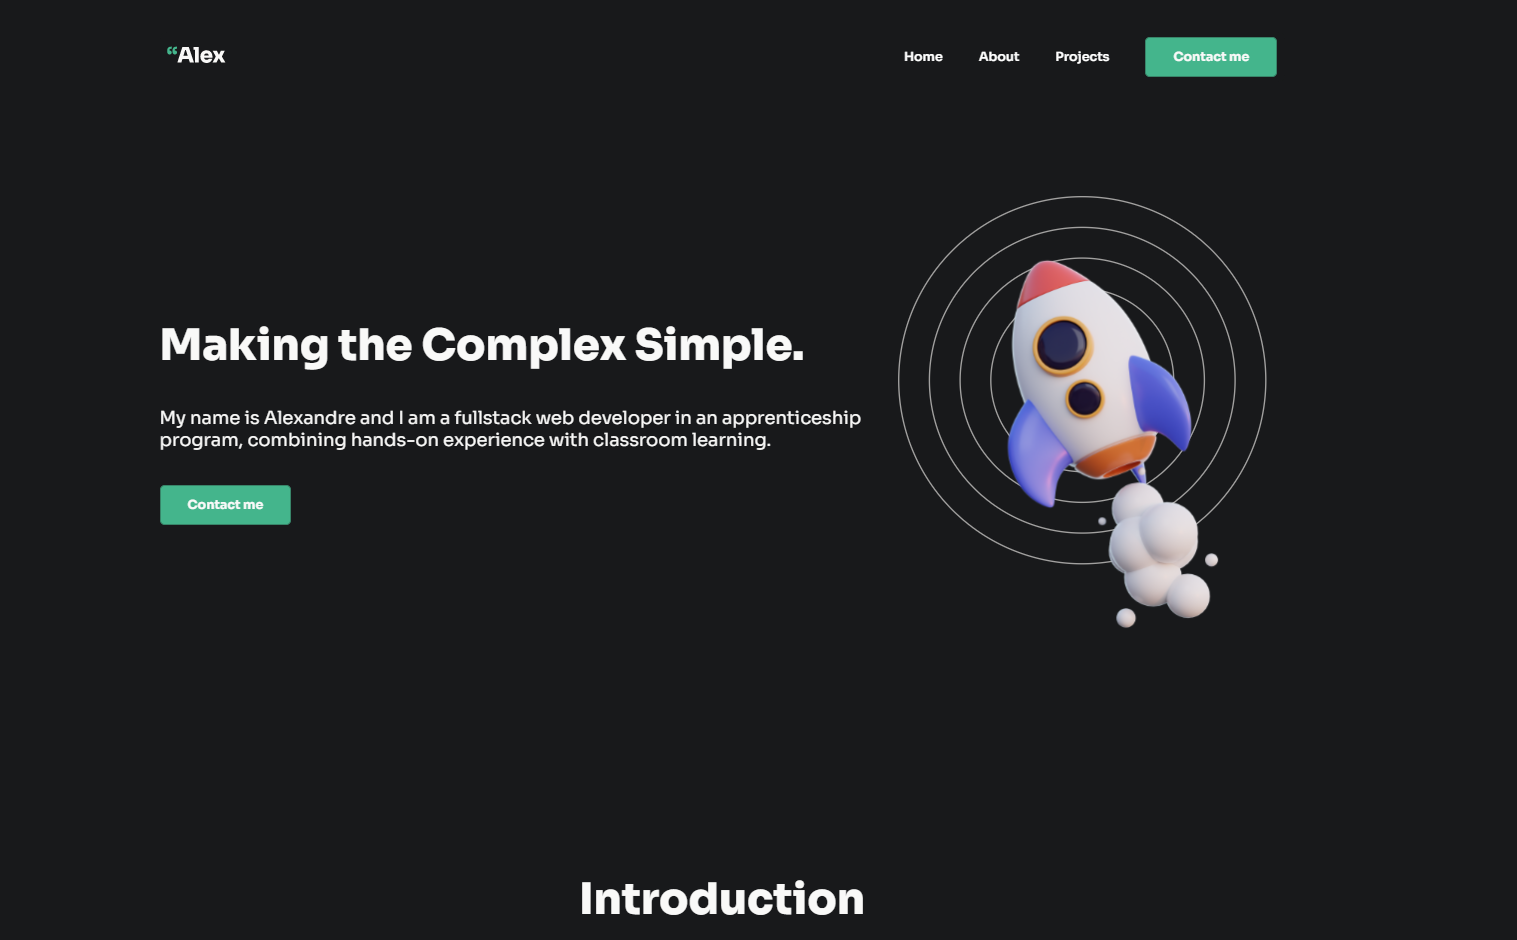 “Alex
Home
About
Projects
Contact me
Making the Complex Simple.
My name is Alexandre and I am a fullstack web developer in an apprenticeship
program, combining hands-on experience with classroom learning.
Contact me
Introduction